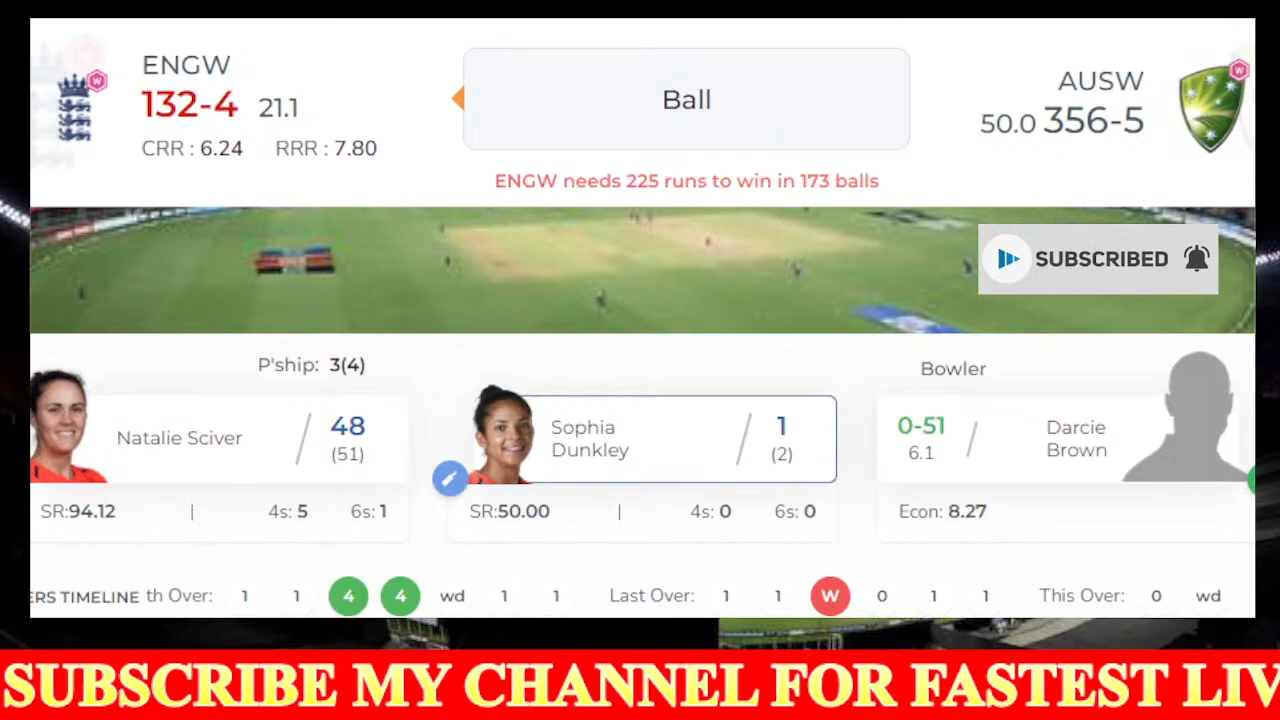 ENGW
132-4 21.1
CRR : 6.24 RRR : 7.80
Ball
AUSW
50.0 356-5
W
W
ENGW needs 225 runs to win in 173 balls
SUBSCRIBED
P'ship: 3(4)
Bowler
Natalie Sciver
48
(51)
Sophia
Dunkley
1
(2)
0-51
6.1
Darcie
Brown
SR:94.12 | 4s: 5 6s: 1
SR:50.00 | 4s: 0 6s: 0
Econ: 8.27
ERS TIMELINE th Over: 1 1 4 4 wd 1 1 Last Over: 1 1 W 0 1 1 This Over: 0 wd
SUBSCRIBE MY CHANNEL FOR FASTEST LIV